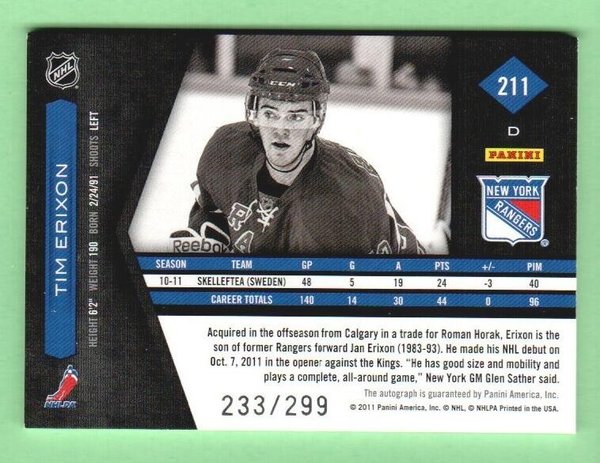 NHL
TIM ERIXON
HEIGHT 6'2" WEIGHT 190 BORN 2/24/91 SHOOTS LEFT
NHLPA
CCM
Reebok
211
D
PANINI
NEW YORK
RANGERS
SEASON TEAM GP G A PTS +/- PIM
10-11 SKELLEFTEA (SWEDEN) 48 5 19 24 -3 40
CAREER TOTALS 140 14 30 44 0 96
Acquired in the offseason from Calgary in a trade for Roman Horak, Erixon is the
son of former Rangers forward Jan Erixon (1983-93). He made his NHL debut on
Oct. 7, 2011 in the opener against the Kings. "He has good size and mobility and
plays a complete, all-around game," New York GM Glen Sather said.
The autograph is guaranteed by Panini America, Inc.
© 2011 Panini America, Inc. © NHL, © NHLPA Printed in the USA.
233/299